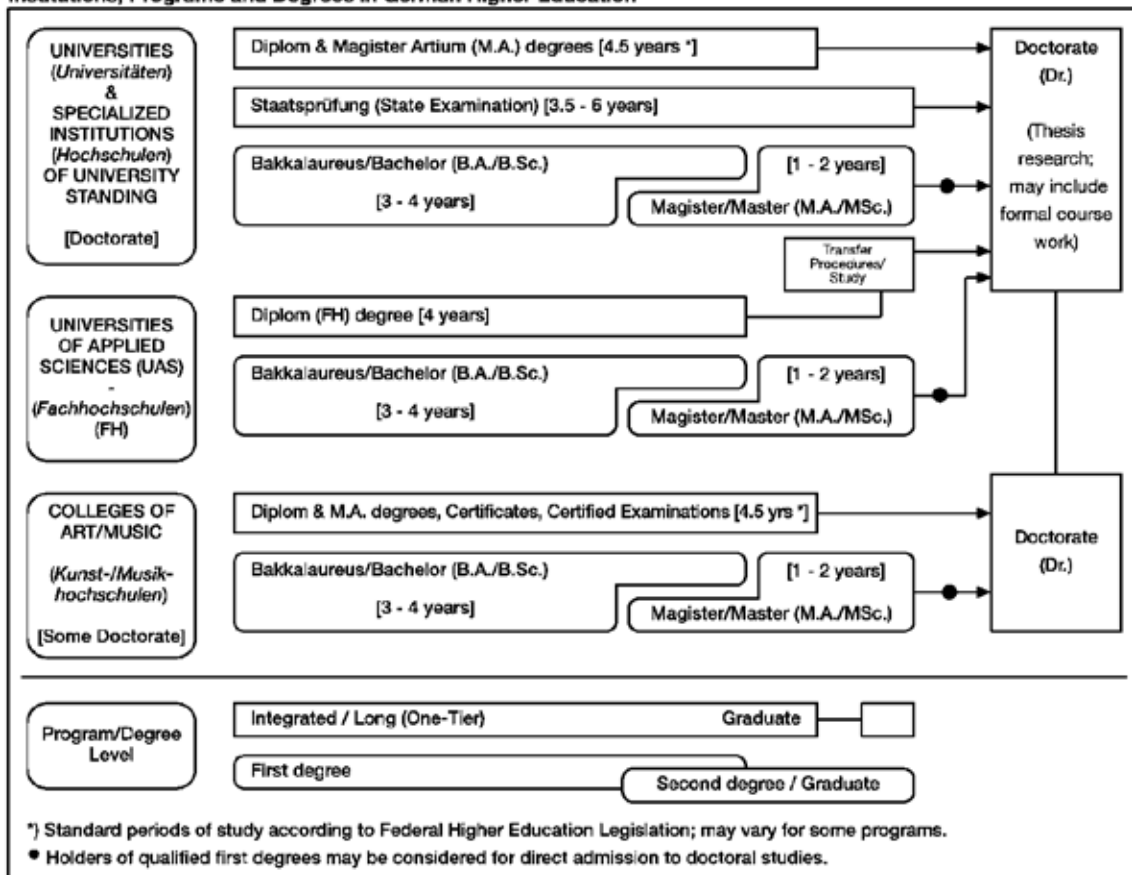 Institutions, Programs and Degrees in German Higher Education
UNIVERSITIES
(Universitäten)
&
SPECIALIZED
INSTITUTIONS
(Hochschulen)
OF UNIVERSITY
STANDING
[Doctorate]
Diplom & Magister Artium (M.A.) degrees [4.5 years *]
Staatsprüfung (State Examination) [3.5 - 6 years]
Bakkalaureus/Bachelor (B.A./B.Sc.)
[3 - 4 years]
[1 - 2 years]
Magister/Master (M.A./MSc.)
Transfer
Procedures/
Study
Doctorate
(Dr.)
(Thesis
research;
may include
formal course
work)
UNIVERSITIES
OF APPLIED
SCIENCES (UAS)
-
(Fachhochschulen)
(FH)
Diplom (FH) degree [4 years]
Bakkalaureus/Bachelor (B.A./B.Sc.)
[3 - 4 years]
[1 - 2 years]
Magister/Master (M.A./MSc.)
COLLEGES OF
ART/MUSIC
(Kunst-/Musik-
hochschulen)
[Some Doctorate]
Diplom & M.A. degrees, Certificates, Certified Examinations [4.5 yrs *]
Bakkalaureus/Bachelor (B.A./B.Sc.)
[3 - 4 years]
[1 - 2 years]
Magister/Master (M.A./MSc.)
Doctorate
(Dr.)
Program/Degree
Level
Integrated / Long (One-Tier) Graduate
First degree
Second degree / Graduate
*) Standard periods of study according to Federal Higher Education Legislation; may vary for some programs.
● Holders of qualified first degrees may be considered for direct admission to doctoral studies.